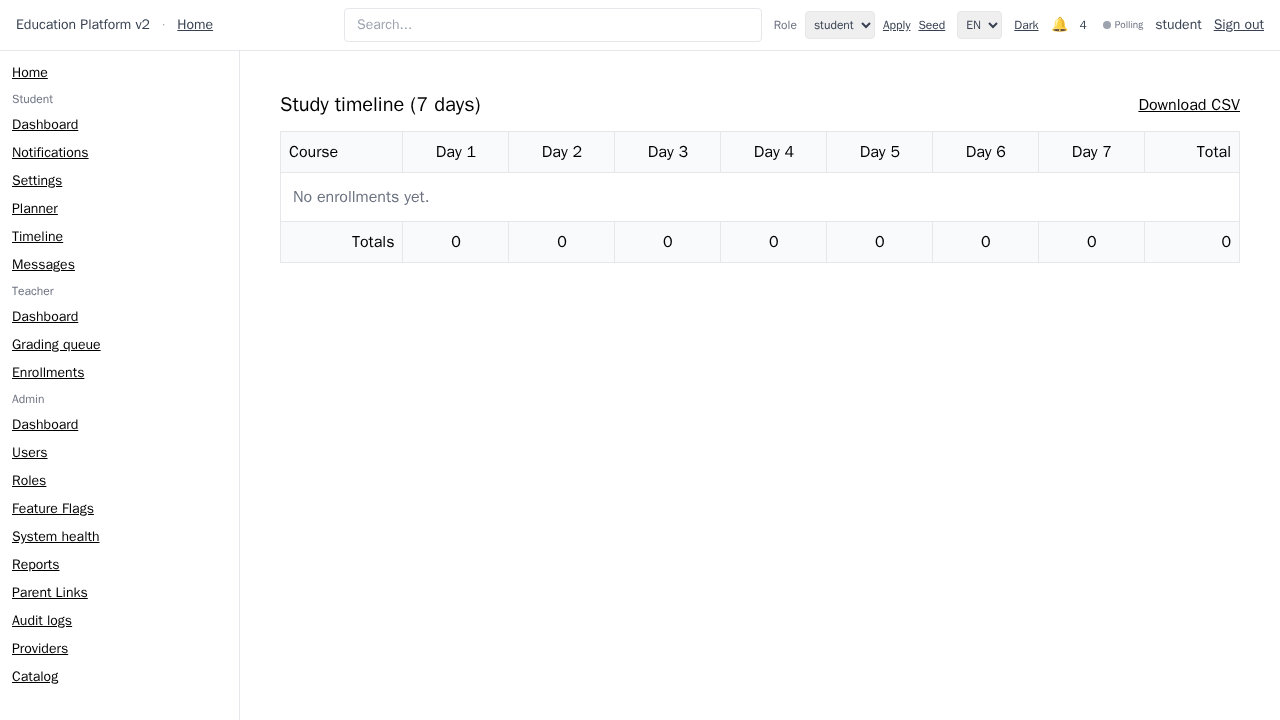 Education Platform v2 · Home
Search...
Role student Apply Seed EN Dark 🔔 4 Polling student Sign out
Home
Student
Dashboard
Notifications
Settings
Planner
Timeline
Messages
Teacher
Dashboard
Grading queue
Enrollments
Admin
Dashboard
Users
Roles
Feature Flags
System health
Reports
Parent Links
Audit logs
Providers
Catalog
Study timeline (7 days)
Download CSV
Course Day 1 Day 2 Day 3 Day 4 Day 5 Day 6 Day 7 Total
No enrollments yet.
Totals 0 0 0 0 0 0 0 0